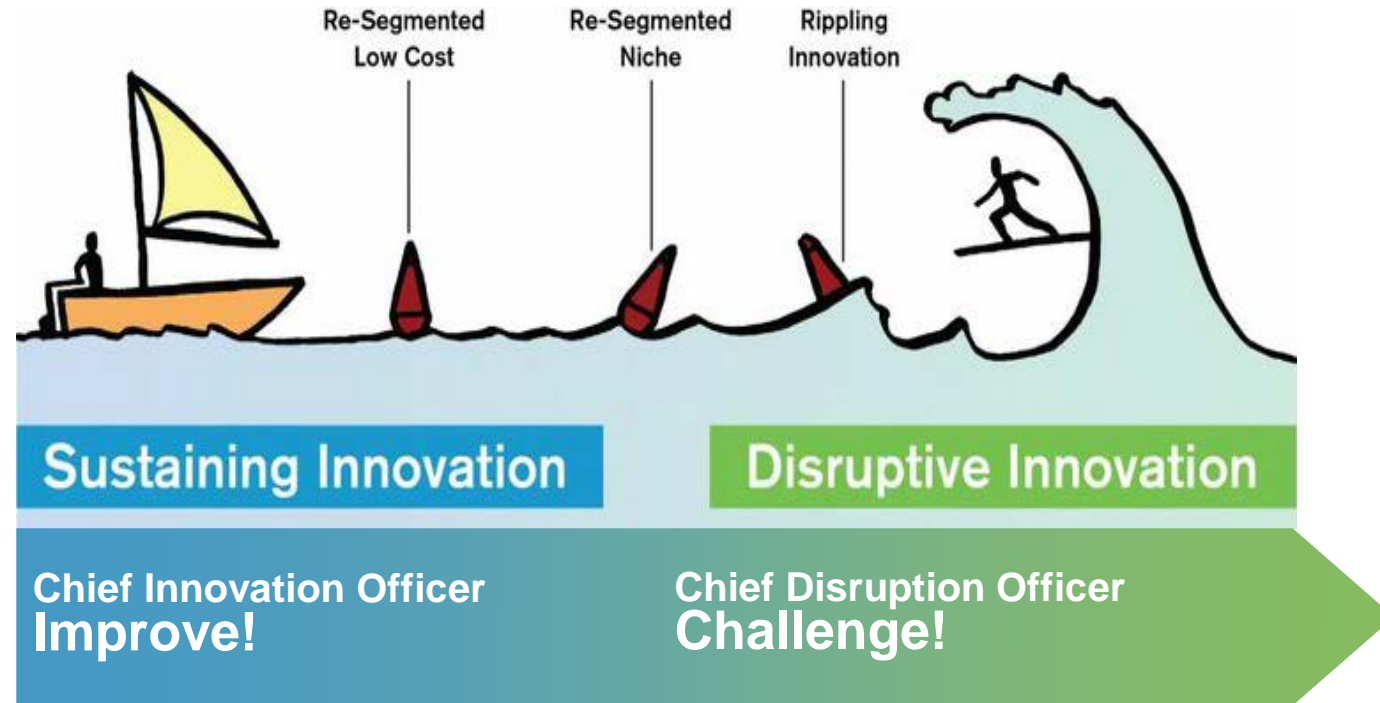 Re-Segmented
Low Cost
Re-Segmented
Niche
Rippling
Innovation
Sustaining Innovation
Disruptive Innovation
Chief Innovation Officer
Improve!
Chief Disruption Officer
Challenge!